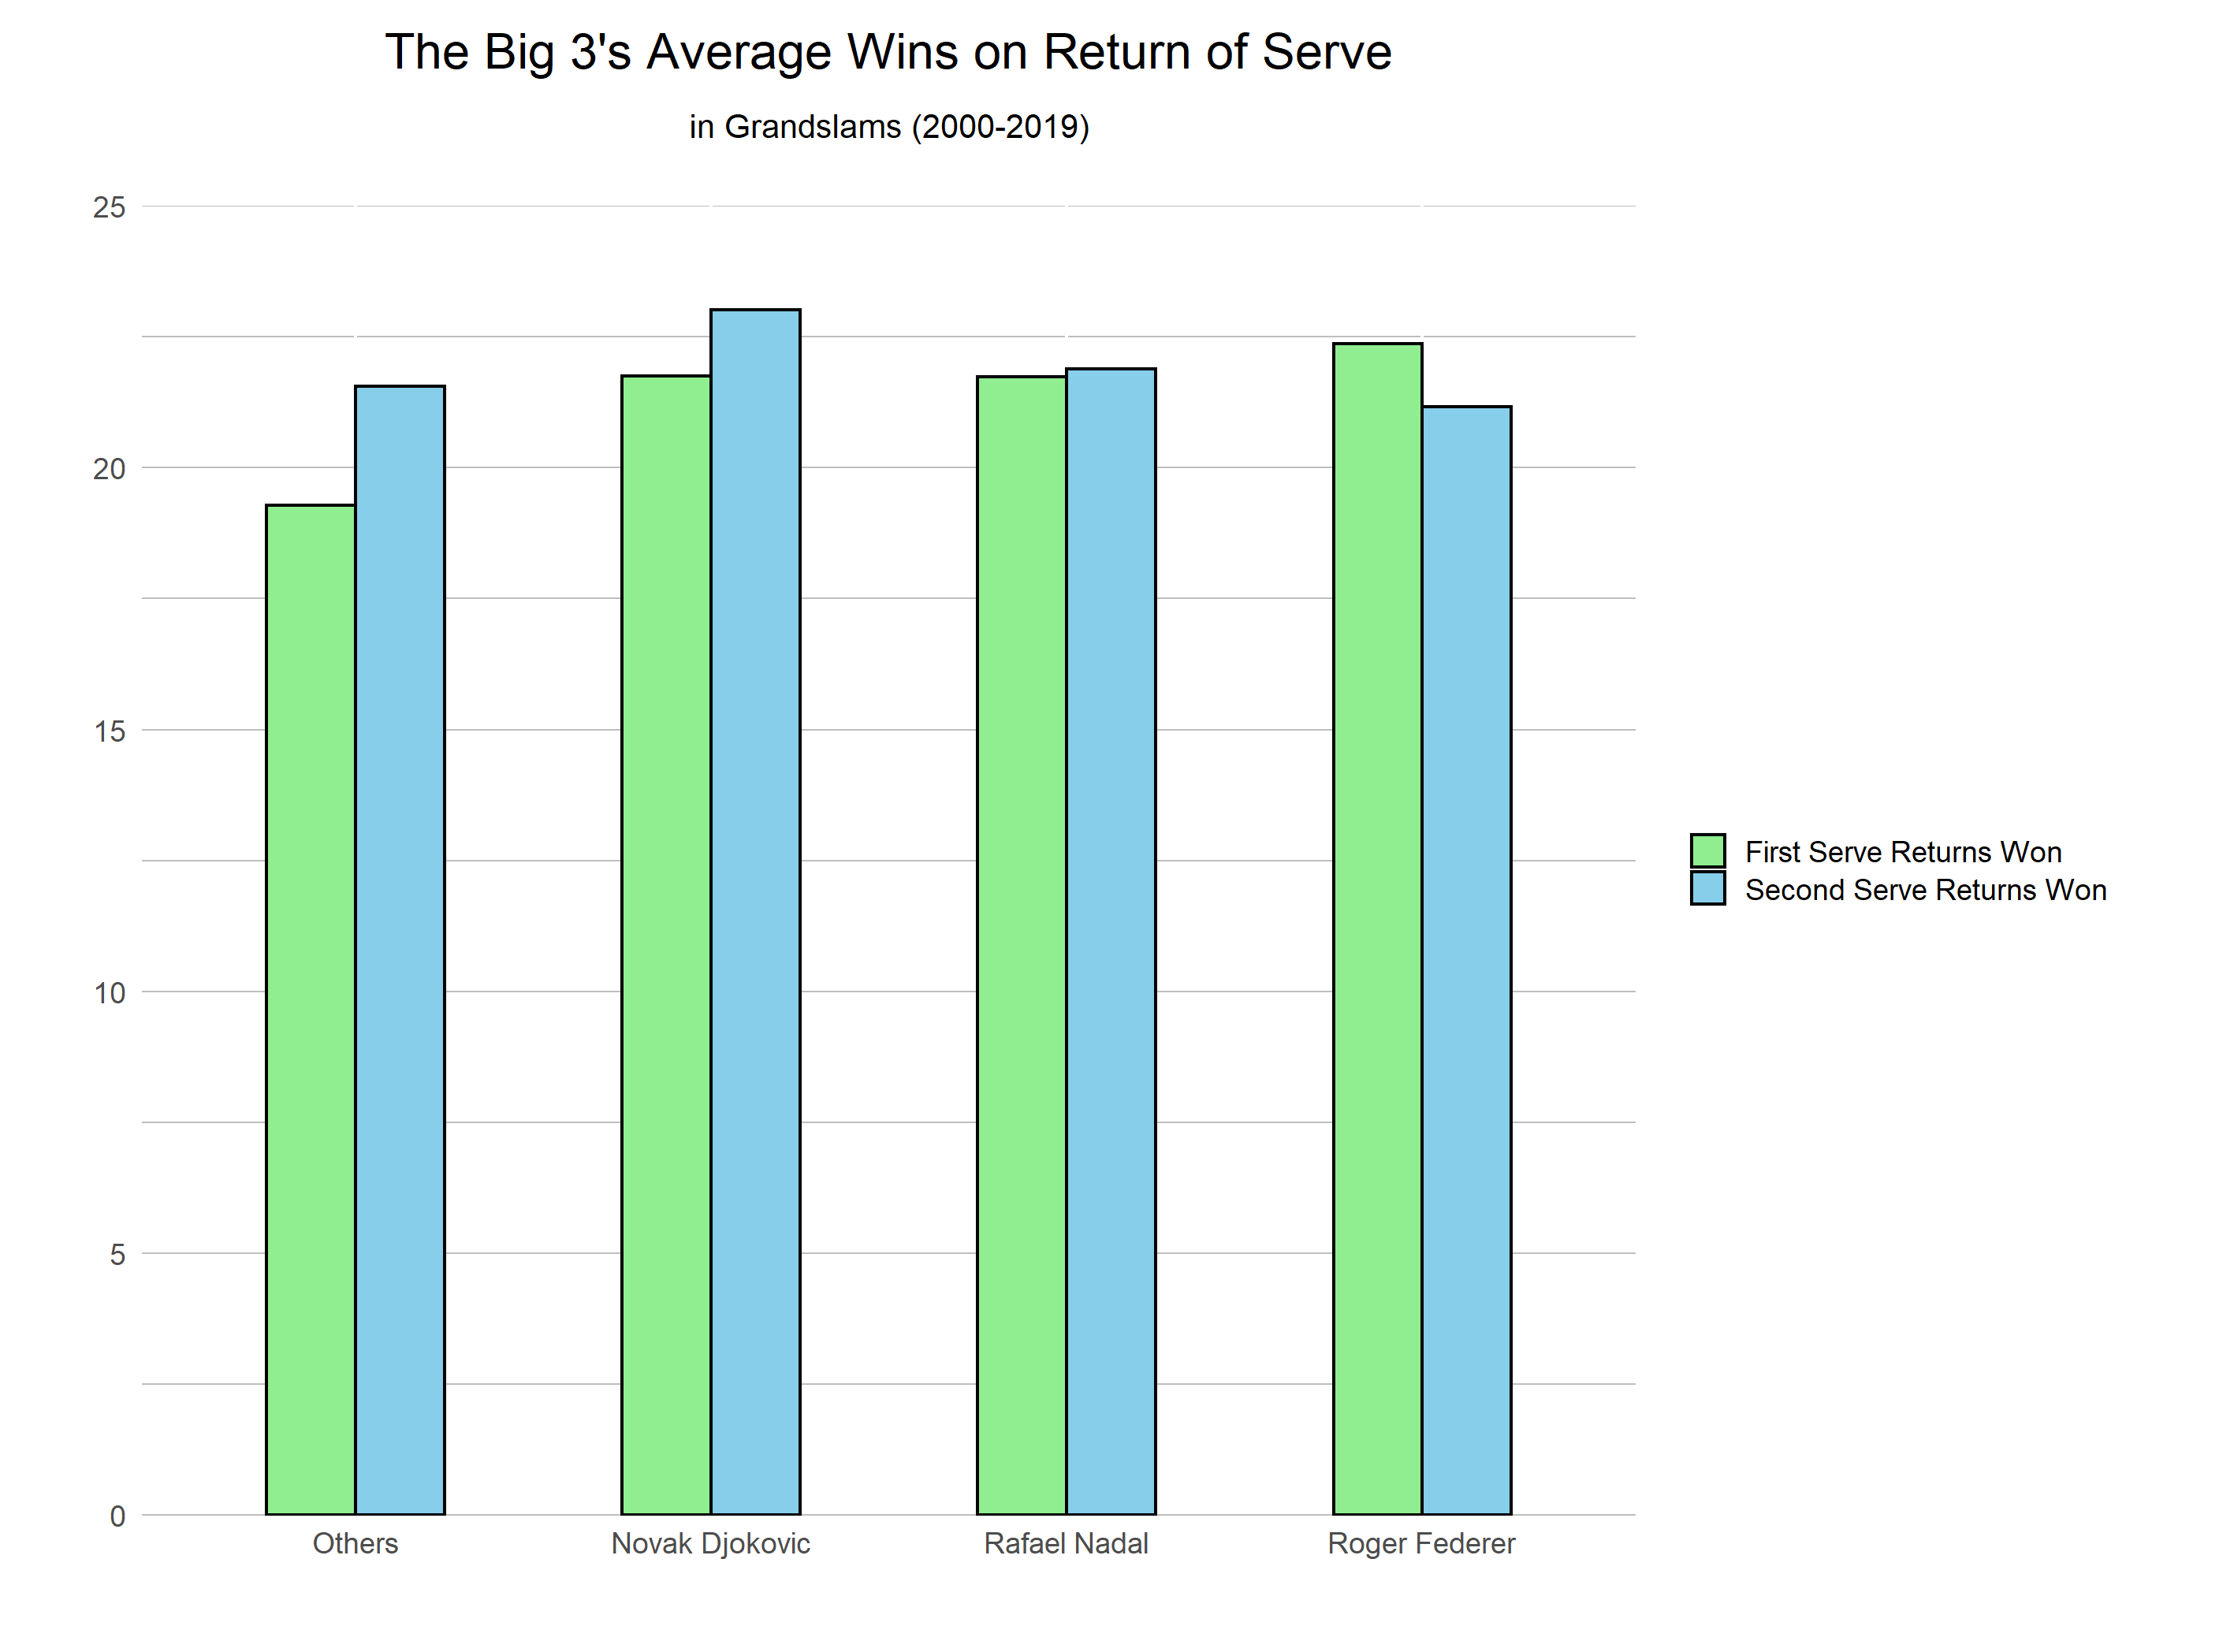 The Big 3's Average Wins on Return of Serve
in Grandslams (2000-2019)
25
20
15
10
5
0
Others
Novak Djokovic
Rafael Nadal
Roger Federer
First Serve Returns Won
Second Serve Returns Won